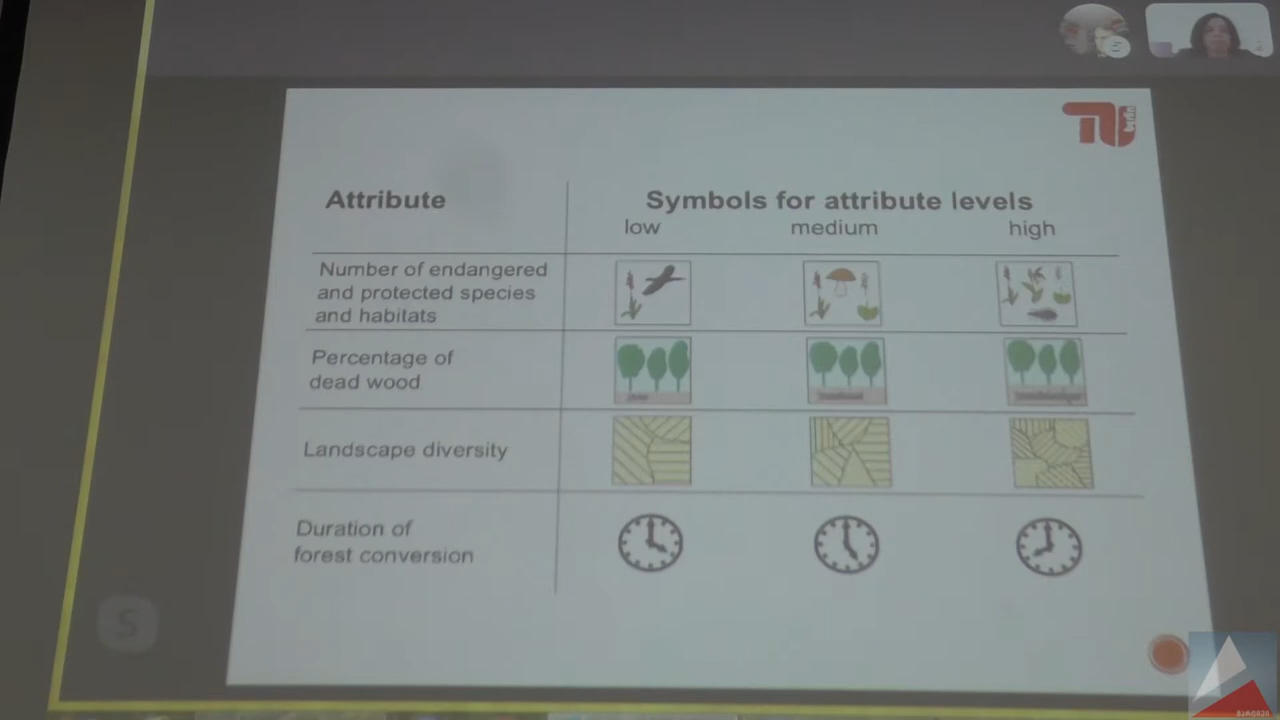 Attribute
Symbols for attribute levels
low medium high
Number of endangered
and protected species
and habitats
Percentage of
dead wood
Landscape diversity
Duration of
forest conversion
S